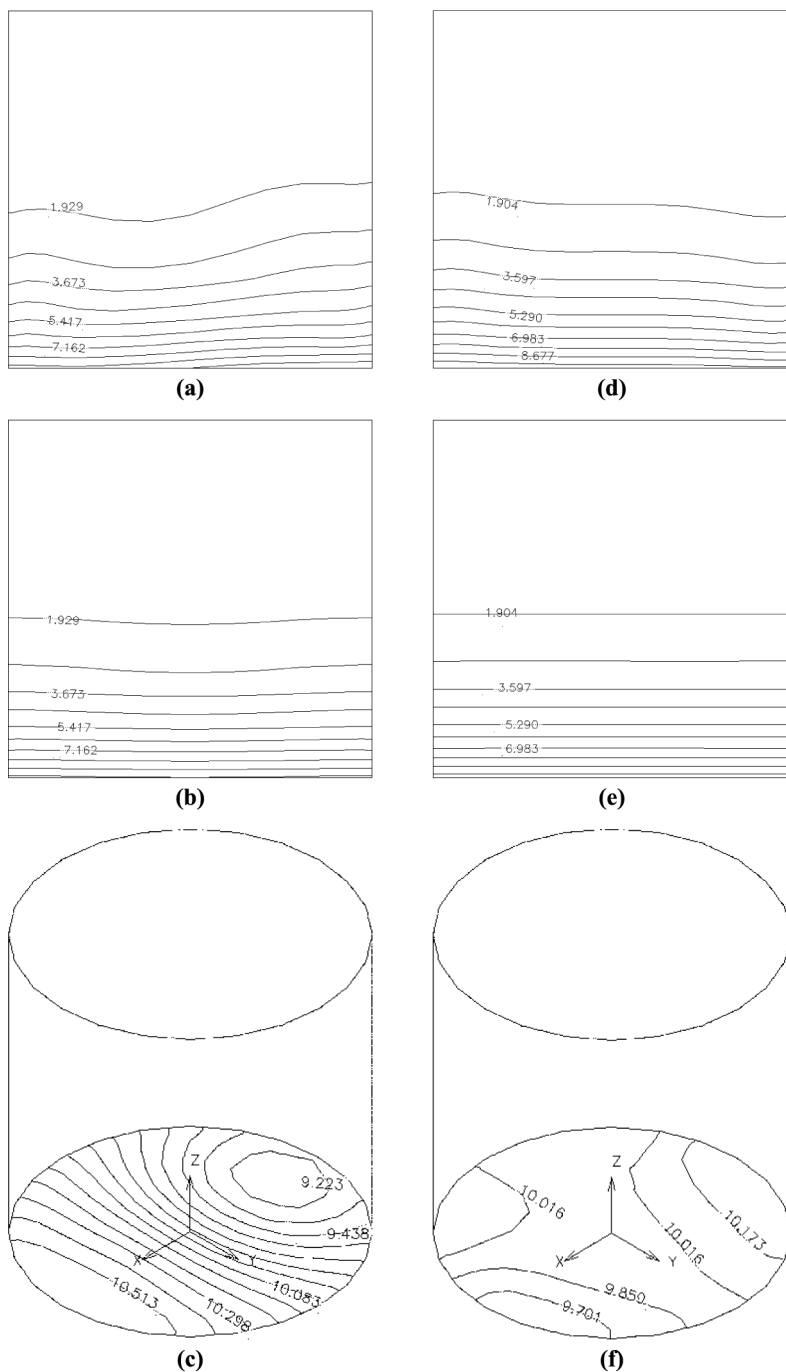 1.929
3.673
5.417
7.162
(a)
1.904
3.597
5.290
6.983
8.677
(d)
1.929
3.673
5.417
7.162
(b)
1.904
3.597
5.290
6.983
(e)
Z
X
Y
9.223
9.438
10.083
10.298
10.513
(c)
Z
X
Y
10.016
10.173
10.016
9.850
9.701
(f)